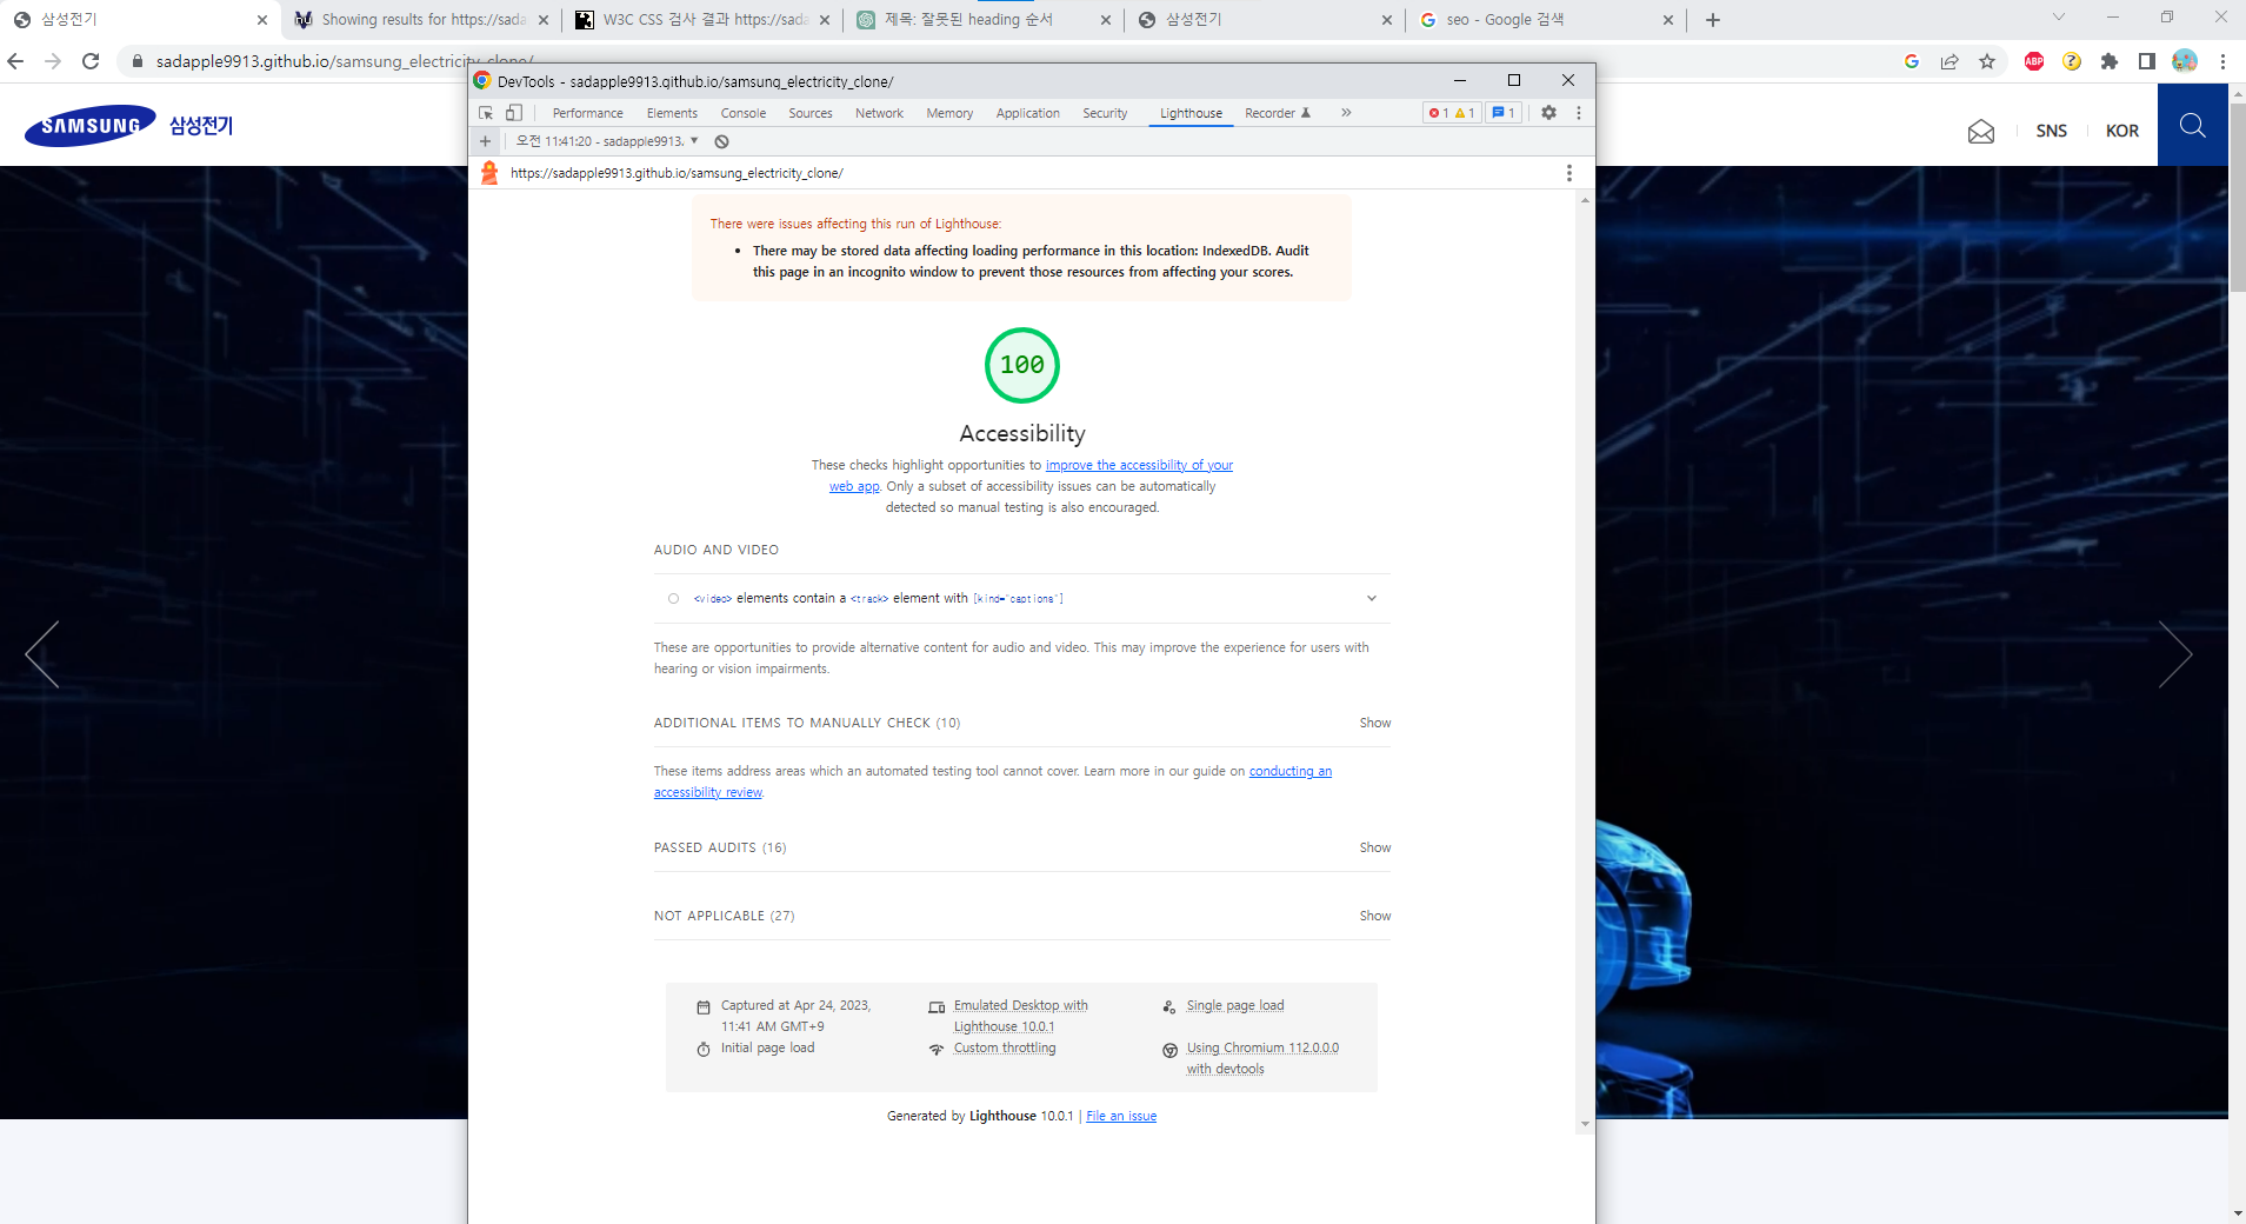 삼성전기
Showing results for https://sada
W3C CSS 검사 결과 https://sada
제목: 잘못된 heading 순서
삼성전기
seo - Google 검색
sadapple9913.github.io/samsung_electricity_clone/
DevTools - sadapple9913.github.io/samsung_electricity_clone/
Performance Elements Console Sources Network Memory Application Security Lighthouse Recorder 1 1 1
오전 11:41:20 - sadapple9913.
https://sadapple9913.github.io/samsung_electricity_clone/
SAMSUNG 삼성전기
SNS KOR
There were issues affecting this run of Lighthouse:
• There may be stored data affecting loading performance in this location: IndexedDB. Audit
this page in an incognito window to prevent those resources from affecting your scores.
100
Accessibility
These checks highlight opportunities to improve the accessibility of your
web app. Only a subset of accessibility issues can be automatically
detected so manual testing is also encouraged.
AUDIO AND VIDEO
<video> elements contain a <track> element with [kind="captions"]
These are opportunities to provide alternative content for audio and video. This may improve the experience for users with
hearing or vision impairments.
ADDITIONAL ITEMS TO MANUALLY CHECK (10) Show
These items address areas which an automated testing tool cannot cover. Learn more in our guide on conducting an
accessibility review.
PASSED AUDITS (16) Show
NOT APPLICABLE (27) Show
Captured at Apr 24, 2023,
11:41 AM GMT+9
Initial page load
Emulated Desktop with
Lighthouse 10.0.1
Custom throttling
Single page load
Using Chromium 112.0.0.0
with devtools
Generated by Lighthouse 10.0.1 | File an issue
ABP